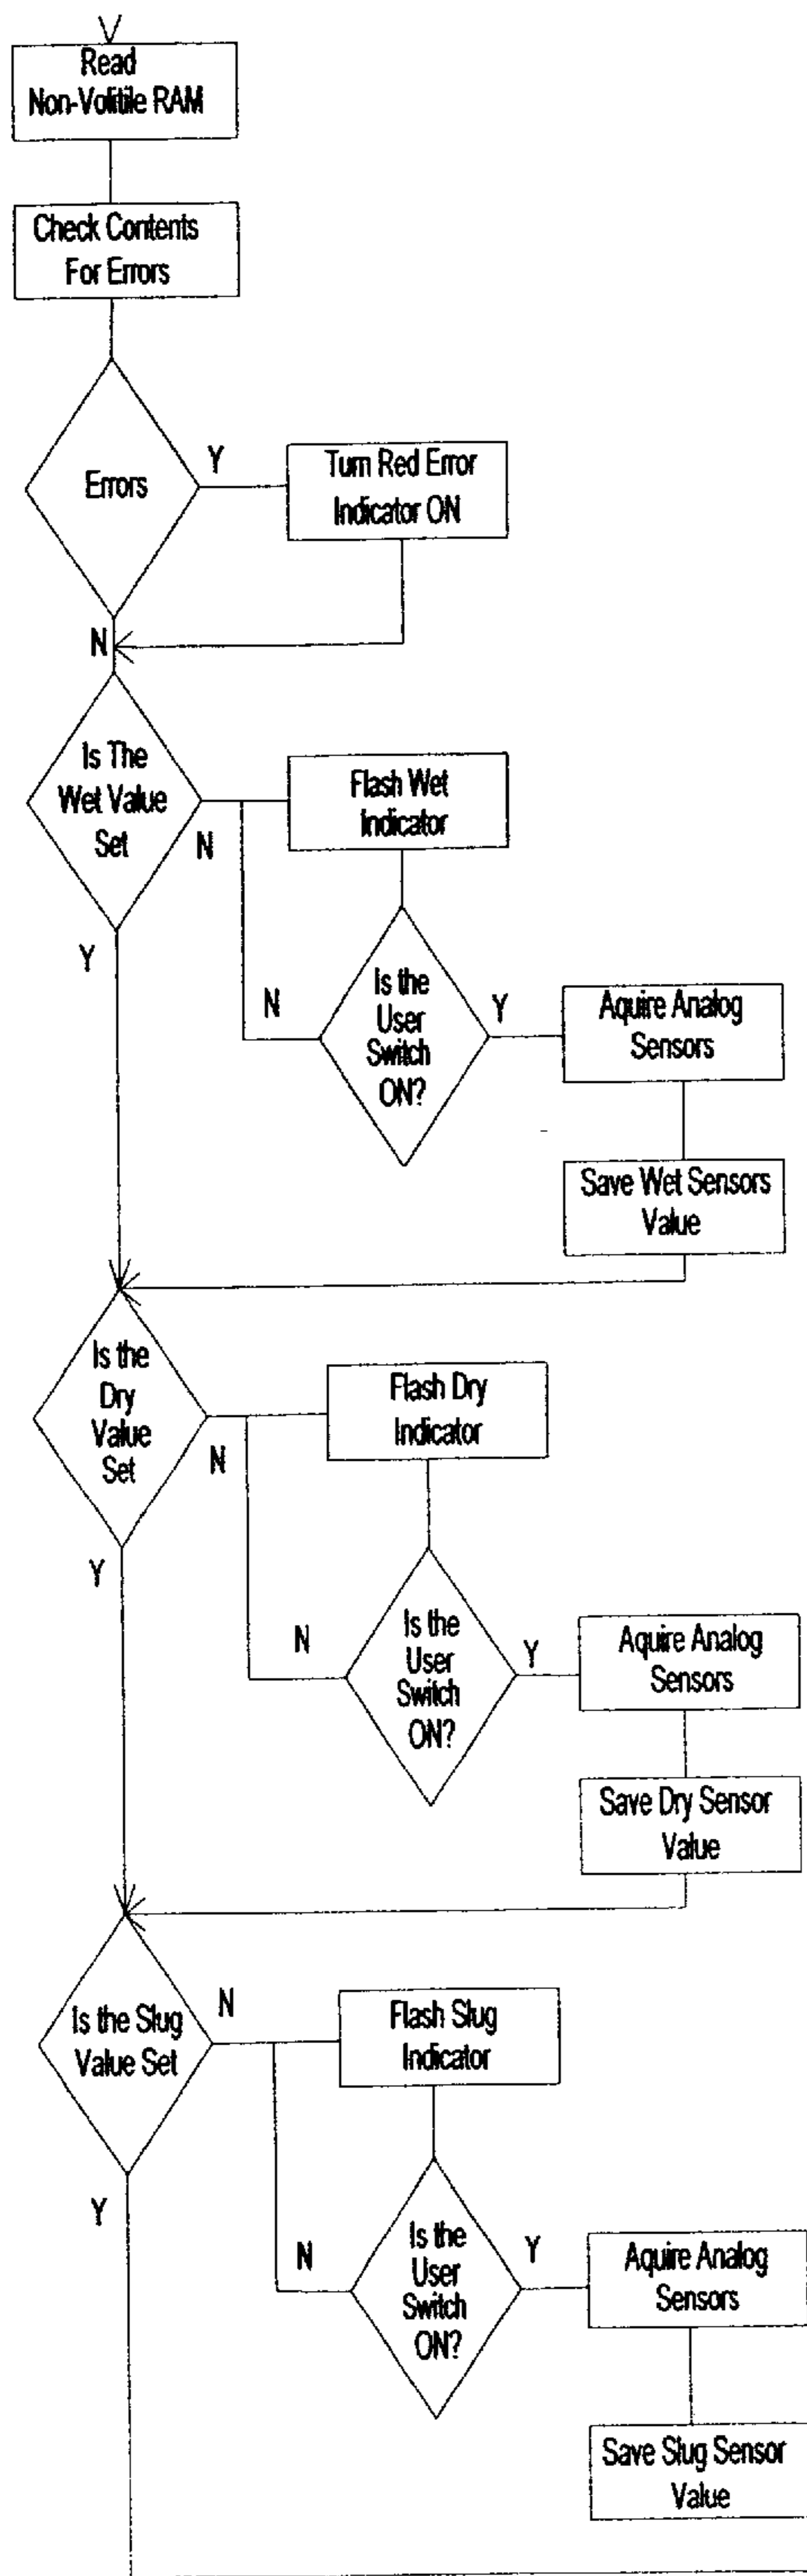 Read
Non-Volitile RAM
Check Contents
For Errors
Errors
Y
Turn Red Error
Indicator ON
N
Is The
Wet Value
Set
N
Flash Wet
Indicator
Y
Is the
User
Switch
ON?
N
Y
Aquire Analog
Sensors
Save Wet Sensors
Value
Is the
Dry
Value
Set
N
Flash Dry
Indicator
Y
Is the
User
Switch
ON?
N
Y
Aquire Analog
Sensors
Save Dry Sensor
Value
Is the Slug
Value Set
N
Flash Slug
Indicator
Y
Is the
User
Switch
ON?
N
Y
Aquire Analog
Sensors
Save Slug Sensor
Value